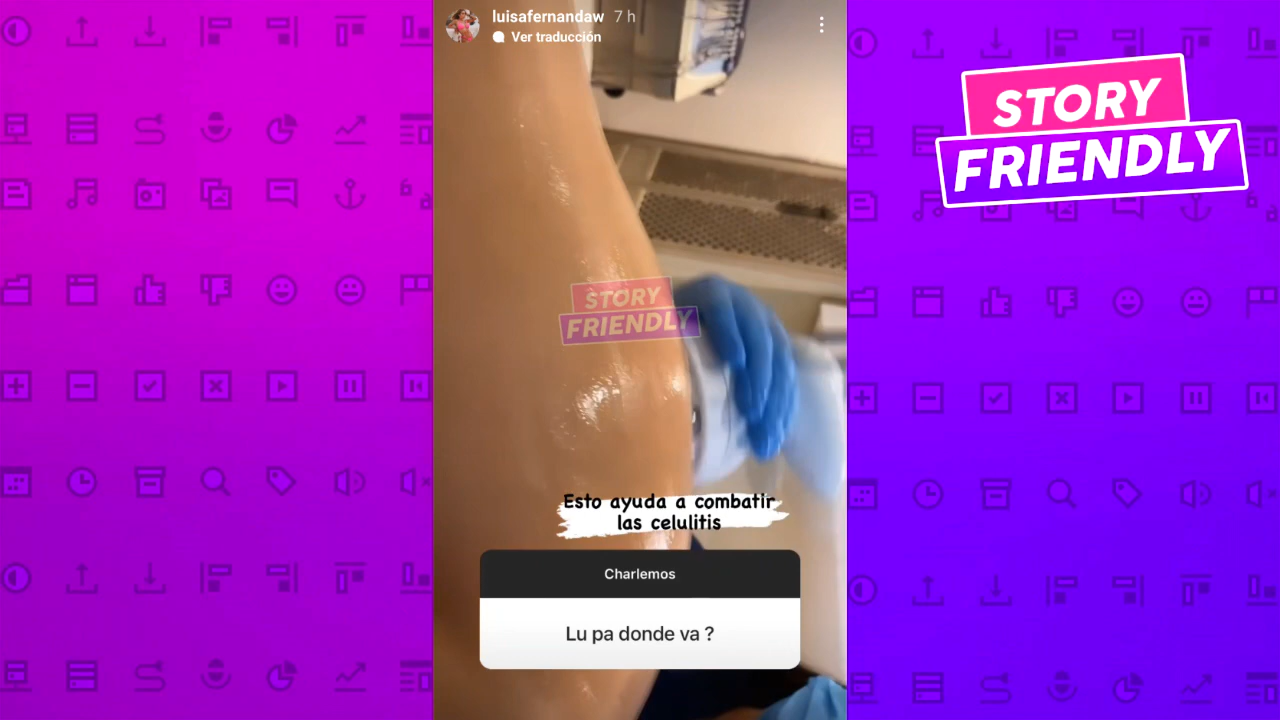 luisafernandaw 7 h
Ver traducción
STORY
FRIENDLY
STORY
FRIENDLY
Esto ayuda a combatir
las celulitis
Charlemos
Lu pa donde va ?